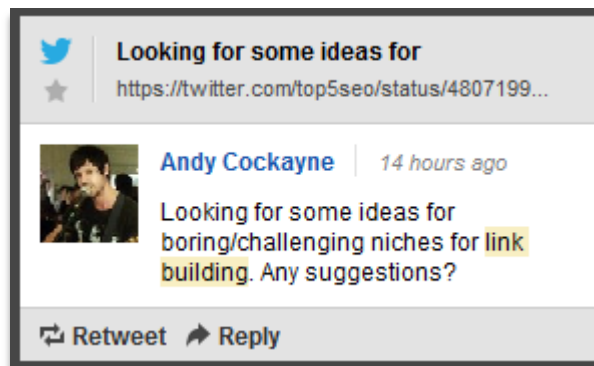 Looking for some ideas for
https://twitter.com/top5seo/status/4807199...
Andy Cockayne 14 hours ago
Looking for some ideas for
boring/challenging niches for link
building. Any suggestions?
Retweet Reply